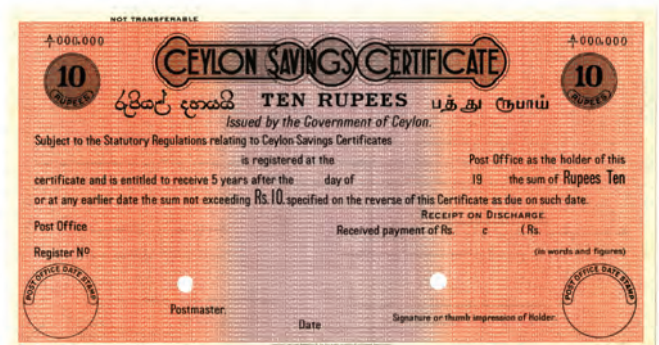 NOT TRANSFERABLE
A/1 000,000 A/1 000,000
CEYLON SAVINGS CERTIFICATE
10 (RUPEES) 10 (RUPEES)
රුපියල් දහයයි TEN RUPEES பத்து ரூபாய்
Issued by the Government of Ceylon.
Subject to the Statutory Regulations relating to Ceylon Savings Certificates
is registered at the Post Office as the holder of this
certificate and is entitled to receive 5 years after the day of 19 the sum of Rupees Ten
or at any earlier date the sum not exceeding Rs. 10. specified on the reverse of this Certificate as due on such date.
RECEIPT ON DISCHARGE.
Post Office Received payment of Rs. c (Rs.
Register Nº (in words and figures)
POST OFFICE DATE STAMP POST OFFICE DATE STAMP
Postmaster. Signature or thumb impression of Holder.
Date